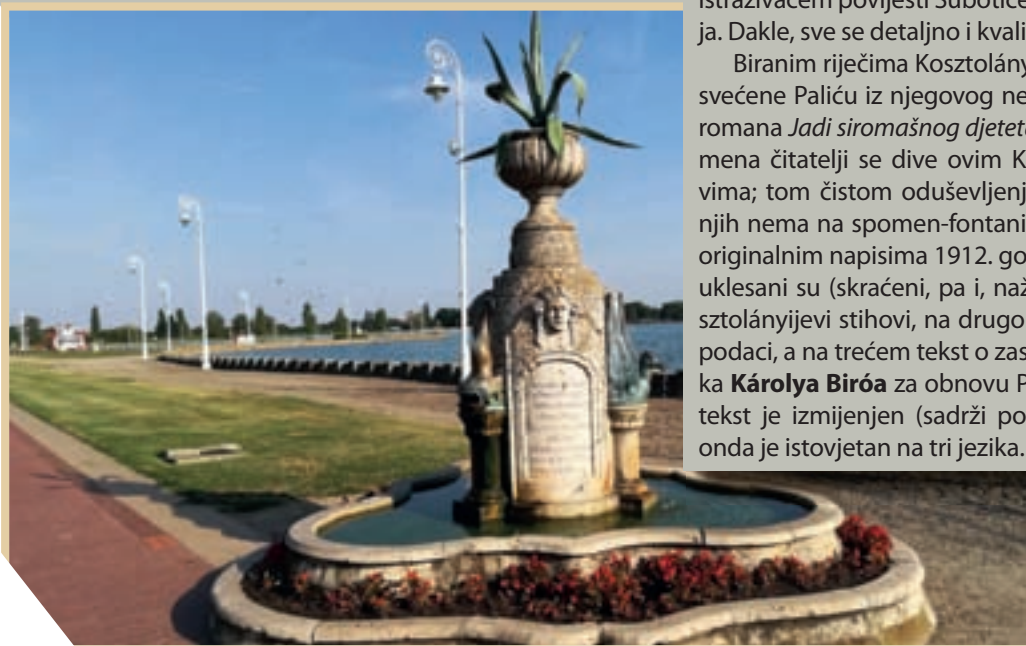 istraživačem povijesti Subotice
ja. Dakle, sve se detaljno i kvali
Biranim riječima Kosztolány
svećene Paliću iz njegovog ne
romana Jadi siromašnog djeteta
mena čitatelji se dive ovim K
vima; tom čistom oduševljenj
njih nema na spomen-fontani
originalnim napisima 1912. go
uklesani su (skraćeni, pa i, naž
sztolányijevi stihovi, na drugo
podaci, a na trećem tekst o zas
ka Károlya Biróa za obnovu P
tekst je izmijenjen (sadrži po
onda je istovjetan na tri jezika.